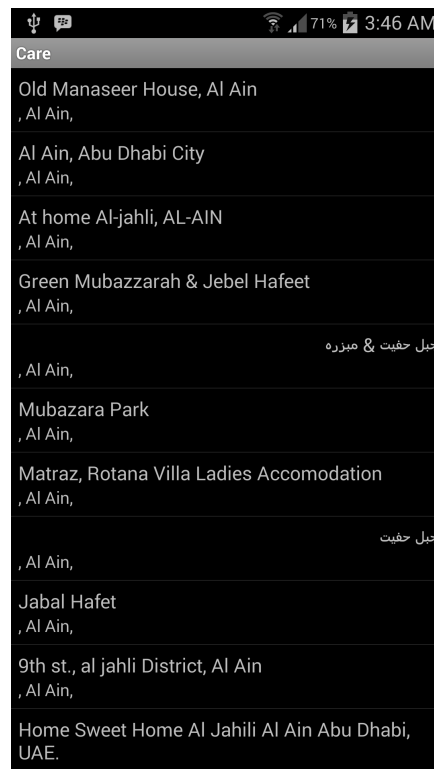 71% 3:46 AM
Care
Old Manaseer House, Al Ain
, Al Ain,
Al Ain, Abu Dhabi City
, Al Ain,
At home Al-jahli, AL-AIN
, Al Ain,
Green Mubazzarah & Jebel Hafeet
, Al Ain,
جبل حفيت & مبزره
, Al Ain,
Mubazara Park
, Al Ain,
Matraz, Rotana Villa Ladies Accomodation
, Al Ain,
جبل حفيت
, Al Ain,
Jabal Hafet
, Al Ain,
9th st., al jahli District, Al Ain
, Al Ain,
Home Sweet Home Al Jahili Al Ain Abu Dhabi,
UAE.